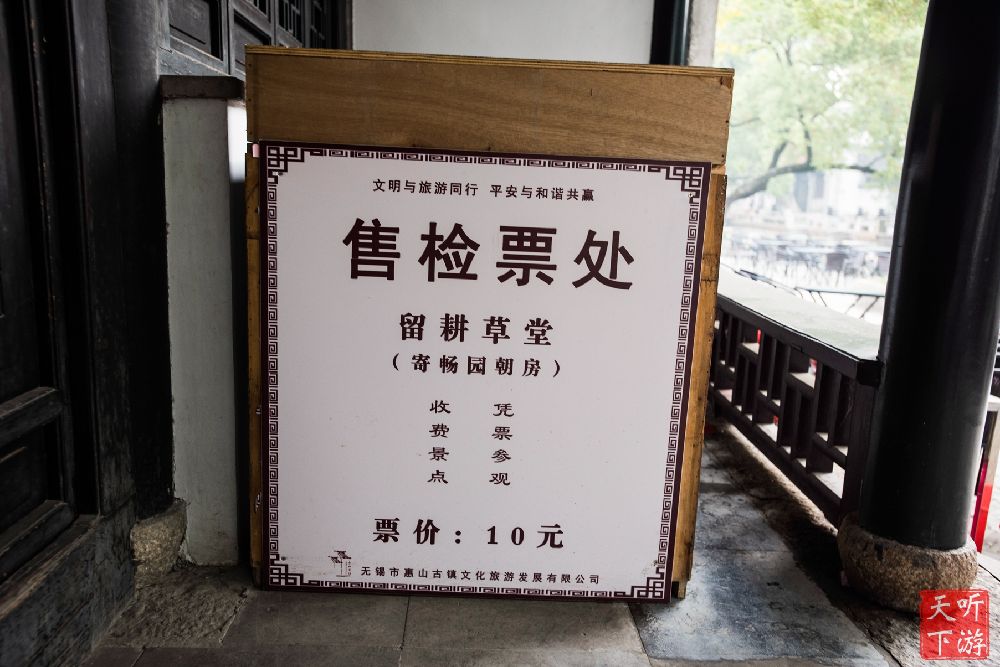 文明与旅游同行 平安与和谐共赢
售检票处
留耕草堂
（寄畅园朝房）
收费景点
凭票参观
票价：10元
无锡市惠山古镇文化旅游发展有限公司
听游天下